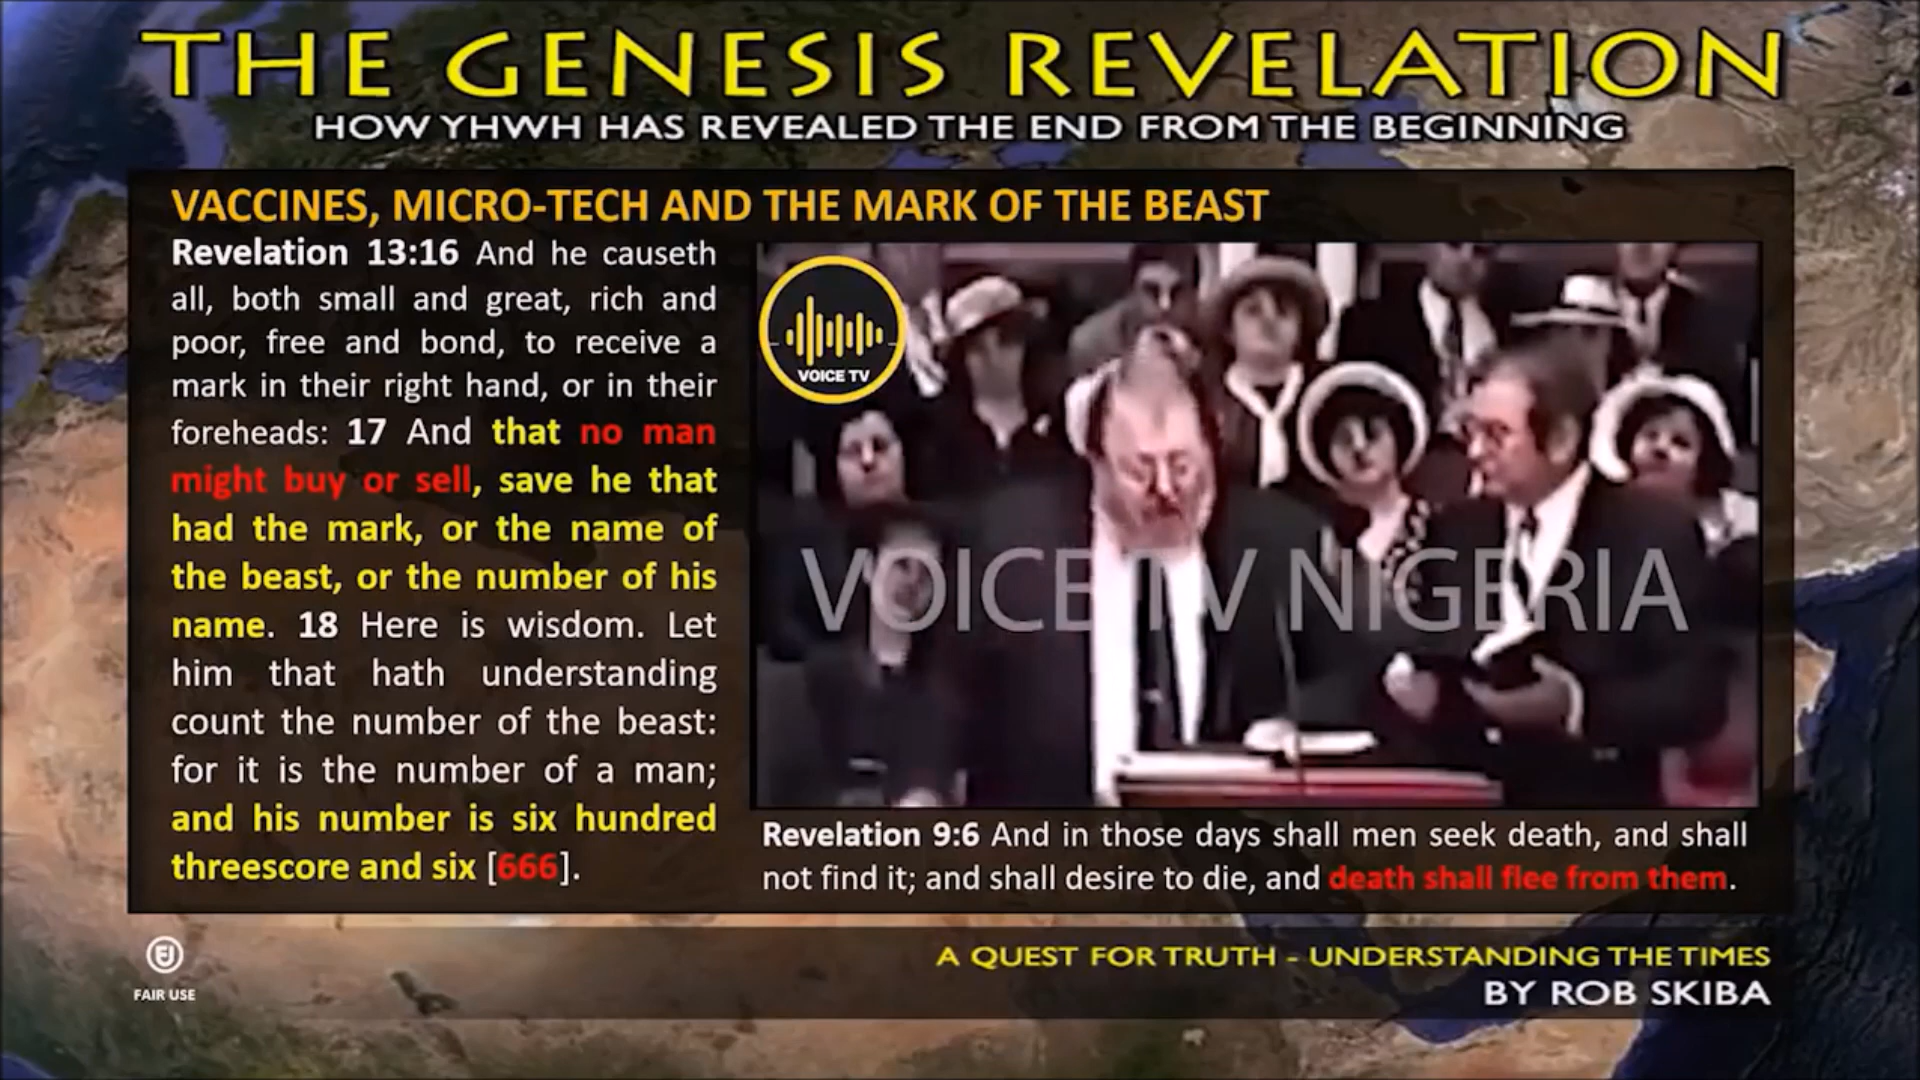 THE GENESIS REVELATION
HOW YHWH HAS REVEALED THE END FROM THE BEGINNING
VACCINES, MICRO-TECH AND THE MARK OF THE BEAST
Revelation 13:16 And he causeth
all, both small and great, rich and
poor, free and bond, to receive a
mark in their right hand, or in their
foreheads: 17 And that no man
might buy or sell, save he that
had the mark, or the name of
the beast, or the number of his
name. 18 Here is wisdom. Let
him that hath understanding
count the number of the beast:
for it is the number of a man;
and his number is six hundred
threescore and six [666].
VOICE TV
VOICE TV NIGERIA
Revelation 9:6 And in those days shall men seek death, and shall
not find it; and shall desire to die, and death shall flee from them.
FAIR USE
A QUEST FOR TRUTH - UNDERSTANDING THE TIMES
BY ROB SKIBA